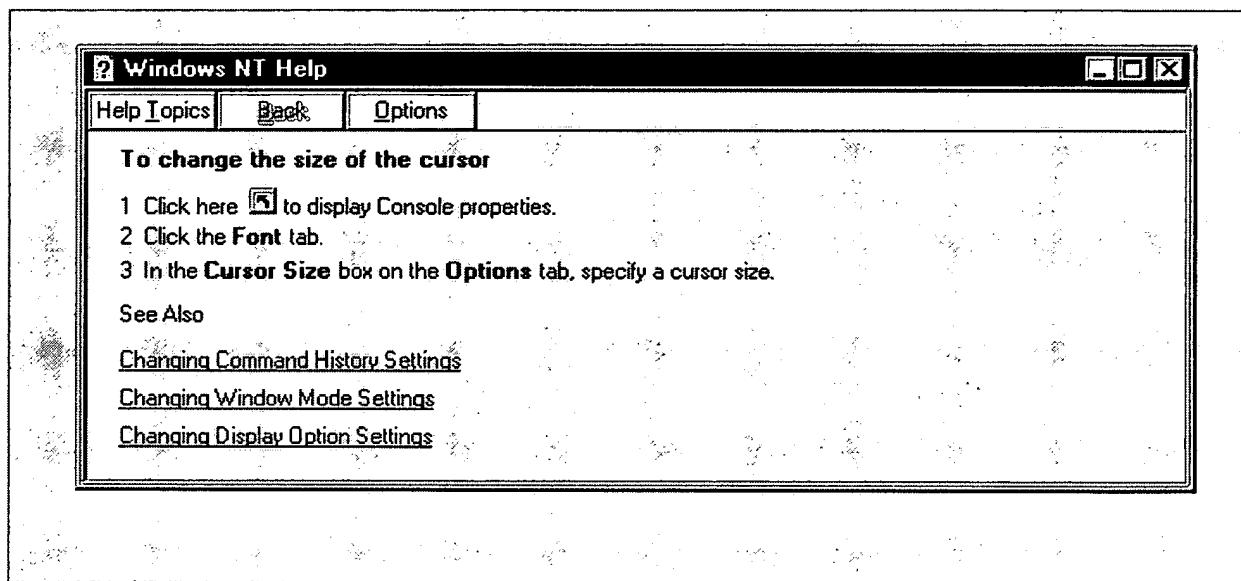 Windows NT Help
Help Topics Back Options
To change the size of the cursor
1 Click here to display Console properties.
2 Click the Font tab.
3 In the Cursor Size box on the Options tab, specify a cursor size.
See Also
Changing Command History Settings
Changing Window Mode Settings
Changing Display Option Settings